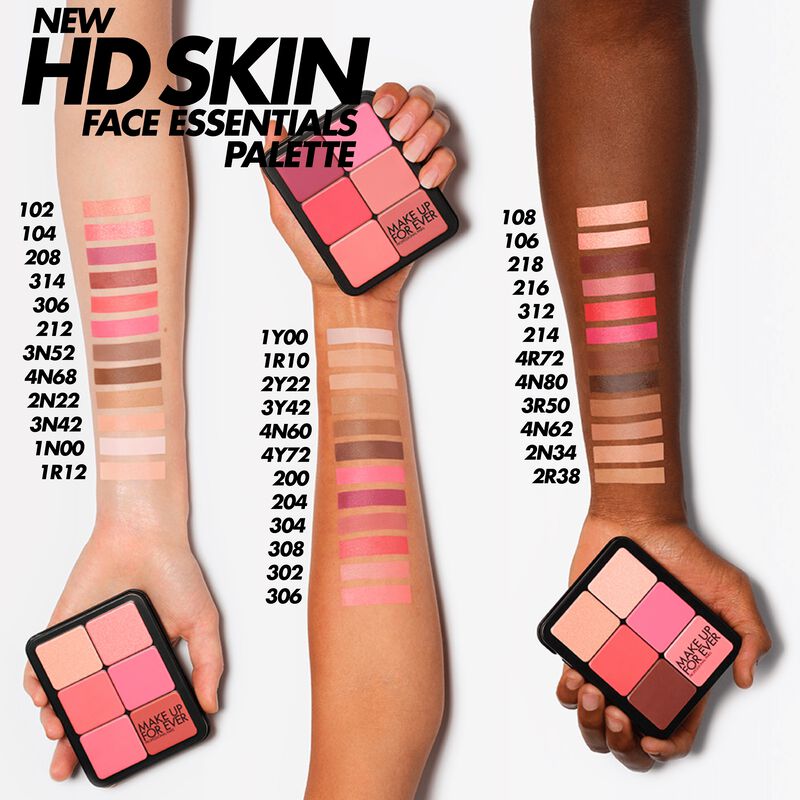 NEW
HD SKIN
FACE ESSENTIALS
PALETTE
102
104
208
314
306
212
3N52
4N68
2N22
3N42
1N00
1R12
1Y00
1R10
2Y22
3Y42
4N60
4Y72
200
204
304
308
302
306
108
106
218
216
312
214
4R72
4N80
3R50
4N62
2N34
2R38
MAKE UP
FOR EVER
MAKE UP
FOR EVER
MAKE UP
FOR EVER